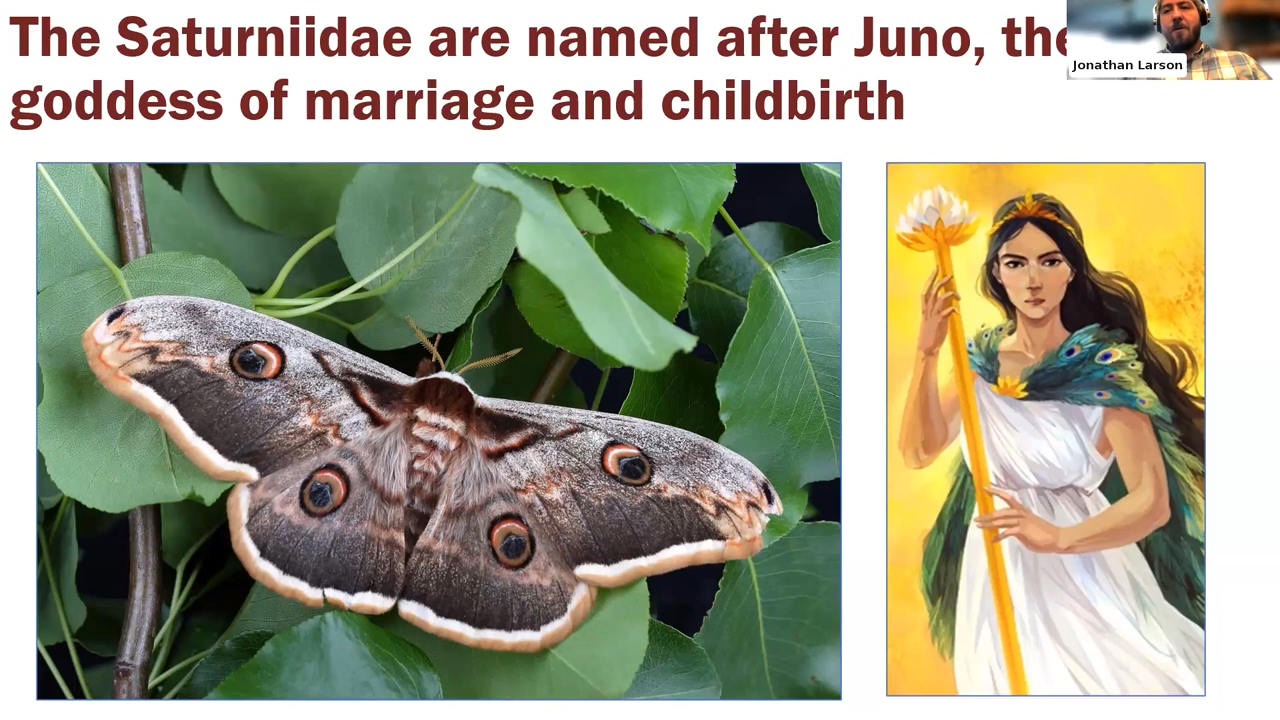 The Saturniidae are named after Juno, the
goddess of marriage and childbirth
Jonathan Larson